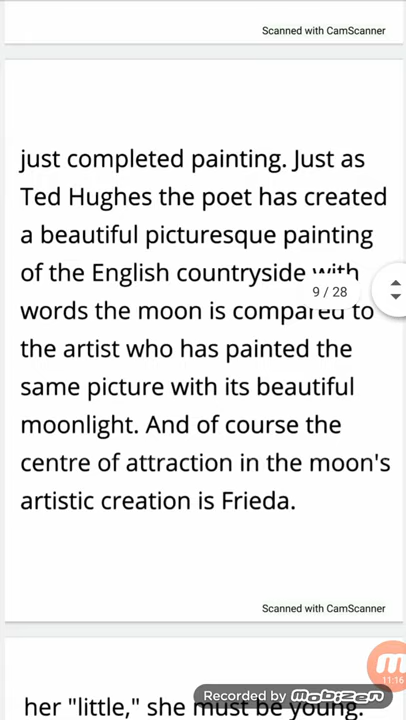 Scanned with CamScanner
just completed painting. Just as
Ted Hughes the poet has created
a beautiful picturesque painting
of the English countryside with
9 / 28
words the moon is compared to
the artist who has painted the
same picture with its beautiful
moonlight. And of course the
centre of attraction in the moon's
artistic creation is Frieda.
Scanned with CamScanner
11:16
Recorded by mobizen
her "little," she must be young.